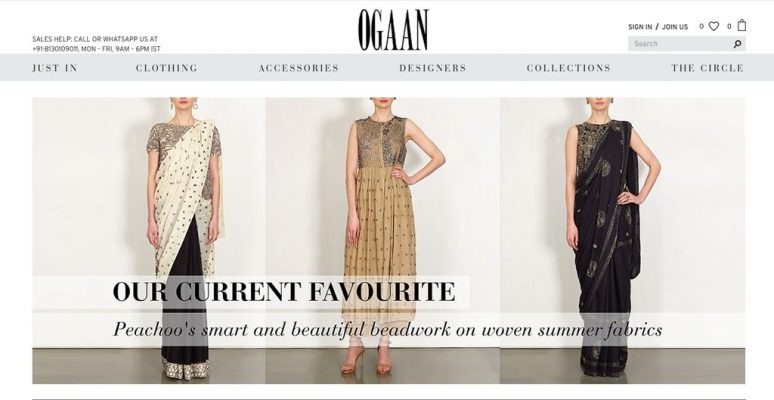 OGAAN
SALES HELP: CALL OR WHATSAPP US AT
+91-8130109011, MON - FRI, 9AM - 6PM IST
SIGN IN / JOIN US 0 0
Search
JUST IN CLOTHING ACCESSORIES DESIGNERS COLLECTIONS THE CIRCLE
OUR CURRENT FAVOURITE
Peachoo's smart and beautiful beadwork on woven summer fabrics